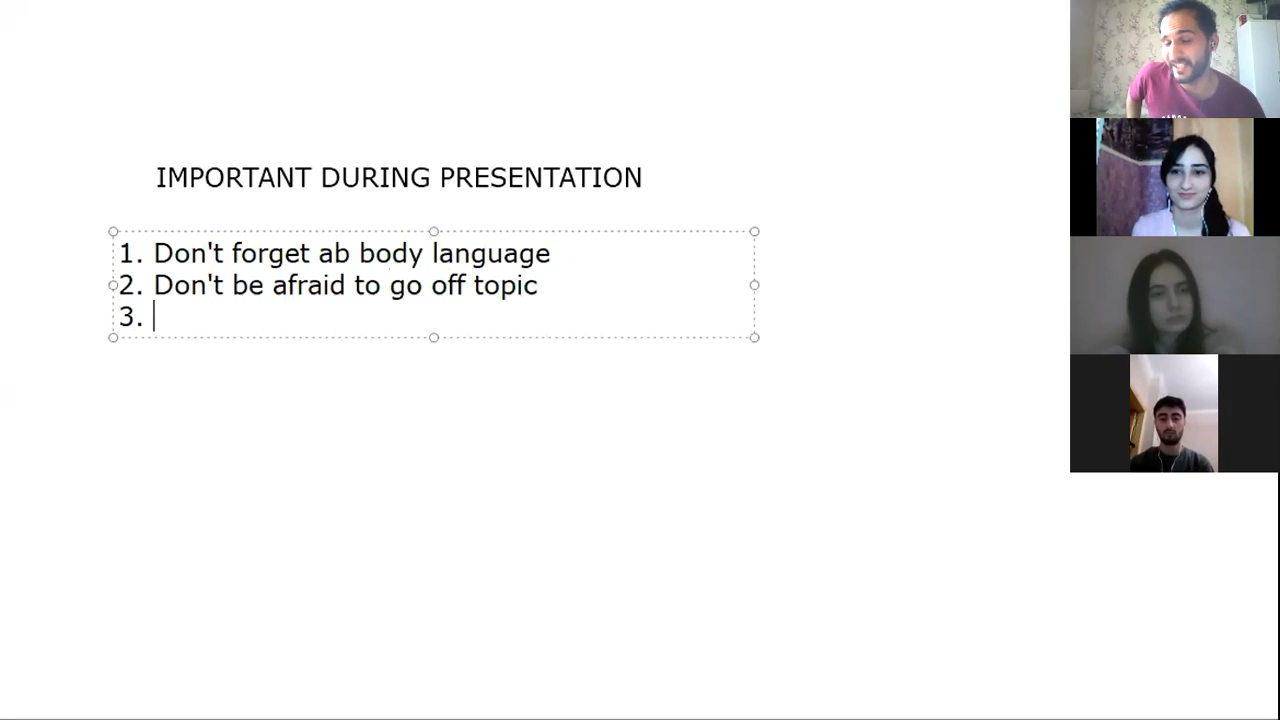 IMPORTANT DURING PRESENTATION
1. Don't forget ab body language
2. Don't be afraid to go off topic
3.